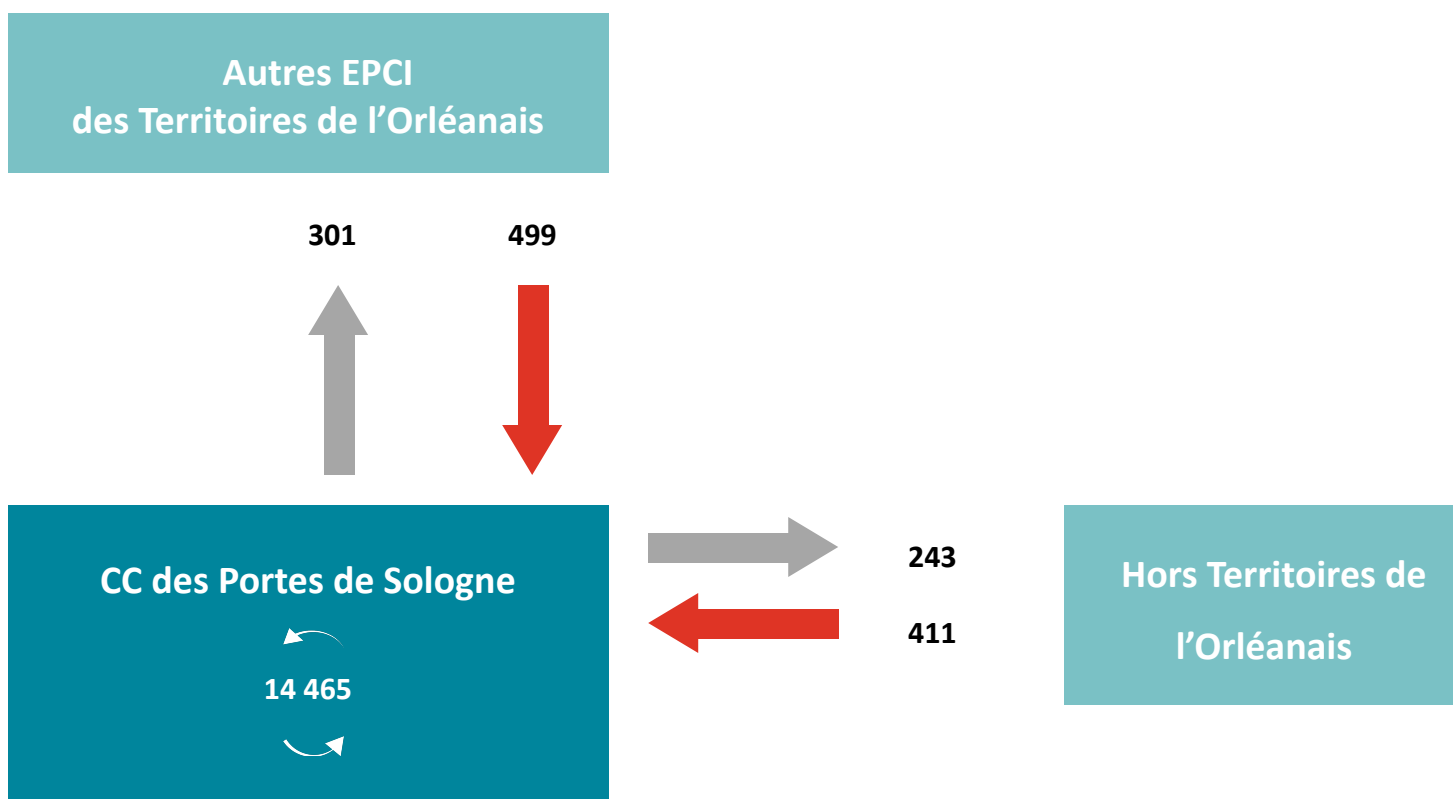 Autres EPCI
des Territoires de l’Orléanais
301
499
CC des Portes de Sologne
14 465
243
411
Hors Territoires de
l’Orléanais